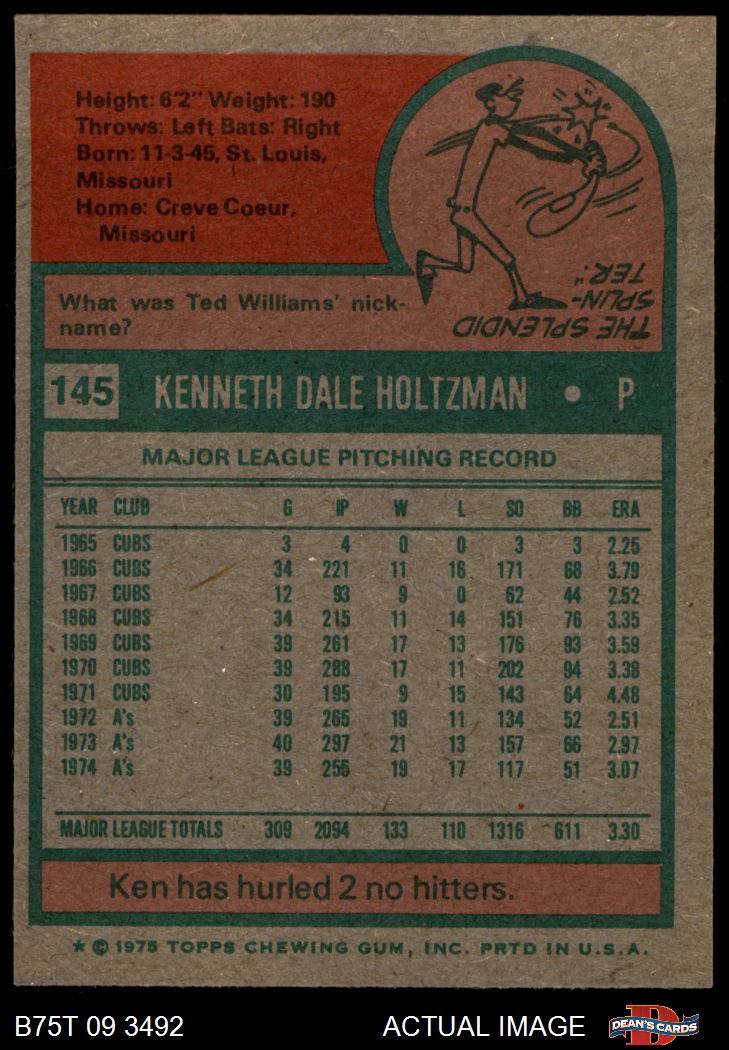 Height: 6'2" Weight: 190
Throws: Left Bats: Right
Born: 11-3-45, St. Louis,
Missouri
Home: Creve Coeur,
Missouri
What was Ted Williams' nick-
name?
"THE SPLENDID
SPLIN-
TER."
145 KENNETH DALE HOLTZMAN • P
MAJOR LEAGUE PITCHING RECORD
YEAR CLUB G IP W L SO BB ERA
1965 CUBS 3 4 0 0 3 3 2.25
1966 CUBS 34 221 11 16 171 68 3.79
1967 CUBS 12 93 9 0 62 44 2.52
1968 CUBS 34 215 11 14 151 76 3.35
1969 CUBS 39 261 17 13 176 93 3.59
1970 CUBS 39 288 17 11 202 94 3.38
1971 CUBS 30 195 9 15 143 64 4.48
1972 A's 39 265 19 11 134 52 2.51
1973 A's 40 297 21 13 157 66 2.97
1974 A's 39 255 19 17 117 51 3.07
MAJOR LEAGUE TOTALS 309 2094 133 110 1316 611 3.30
Ken has hurled 2 no hitters.
★ © 1975 TOPPS CHEWING GUM, INC. PRTD IN U.S.A.
B75T 09 3492 ACTUAL IMAGE DEAN'S CARDS